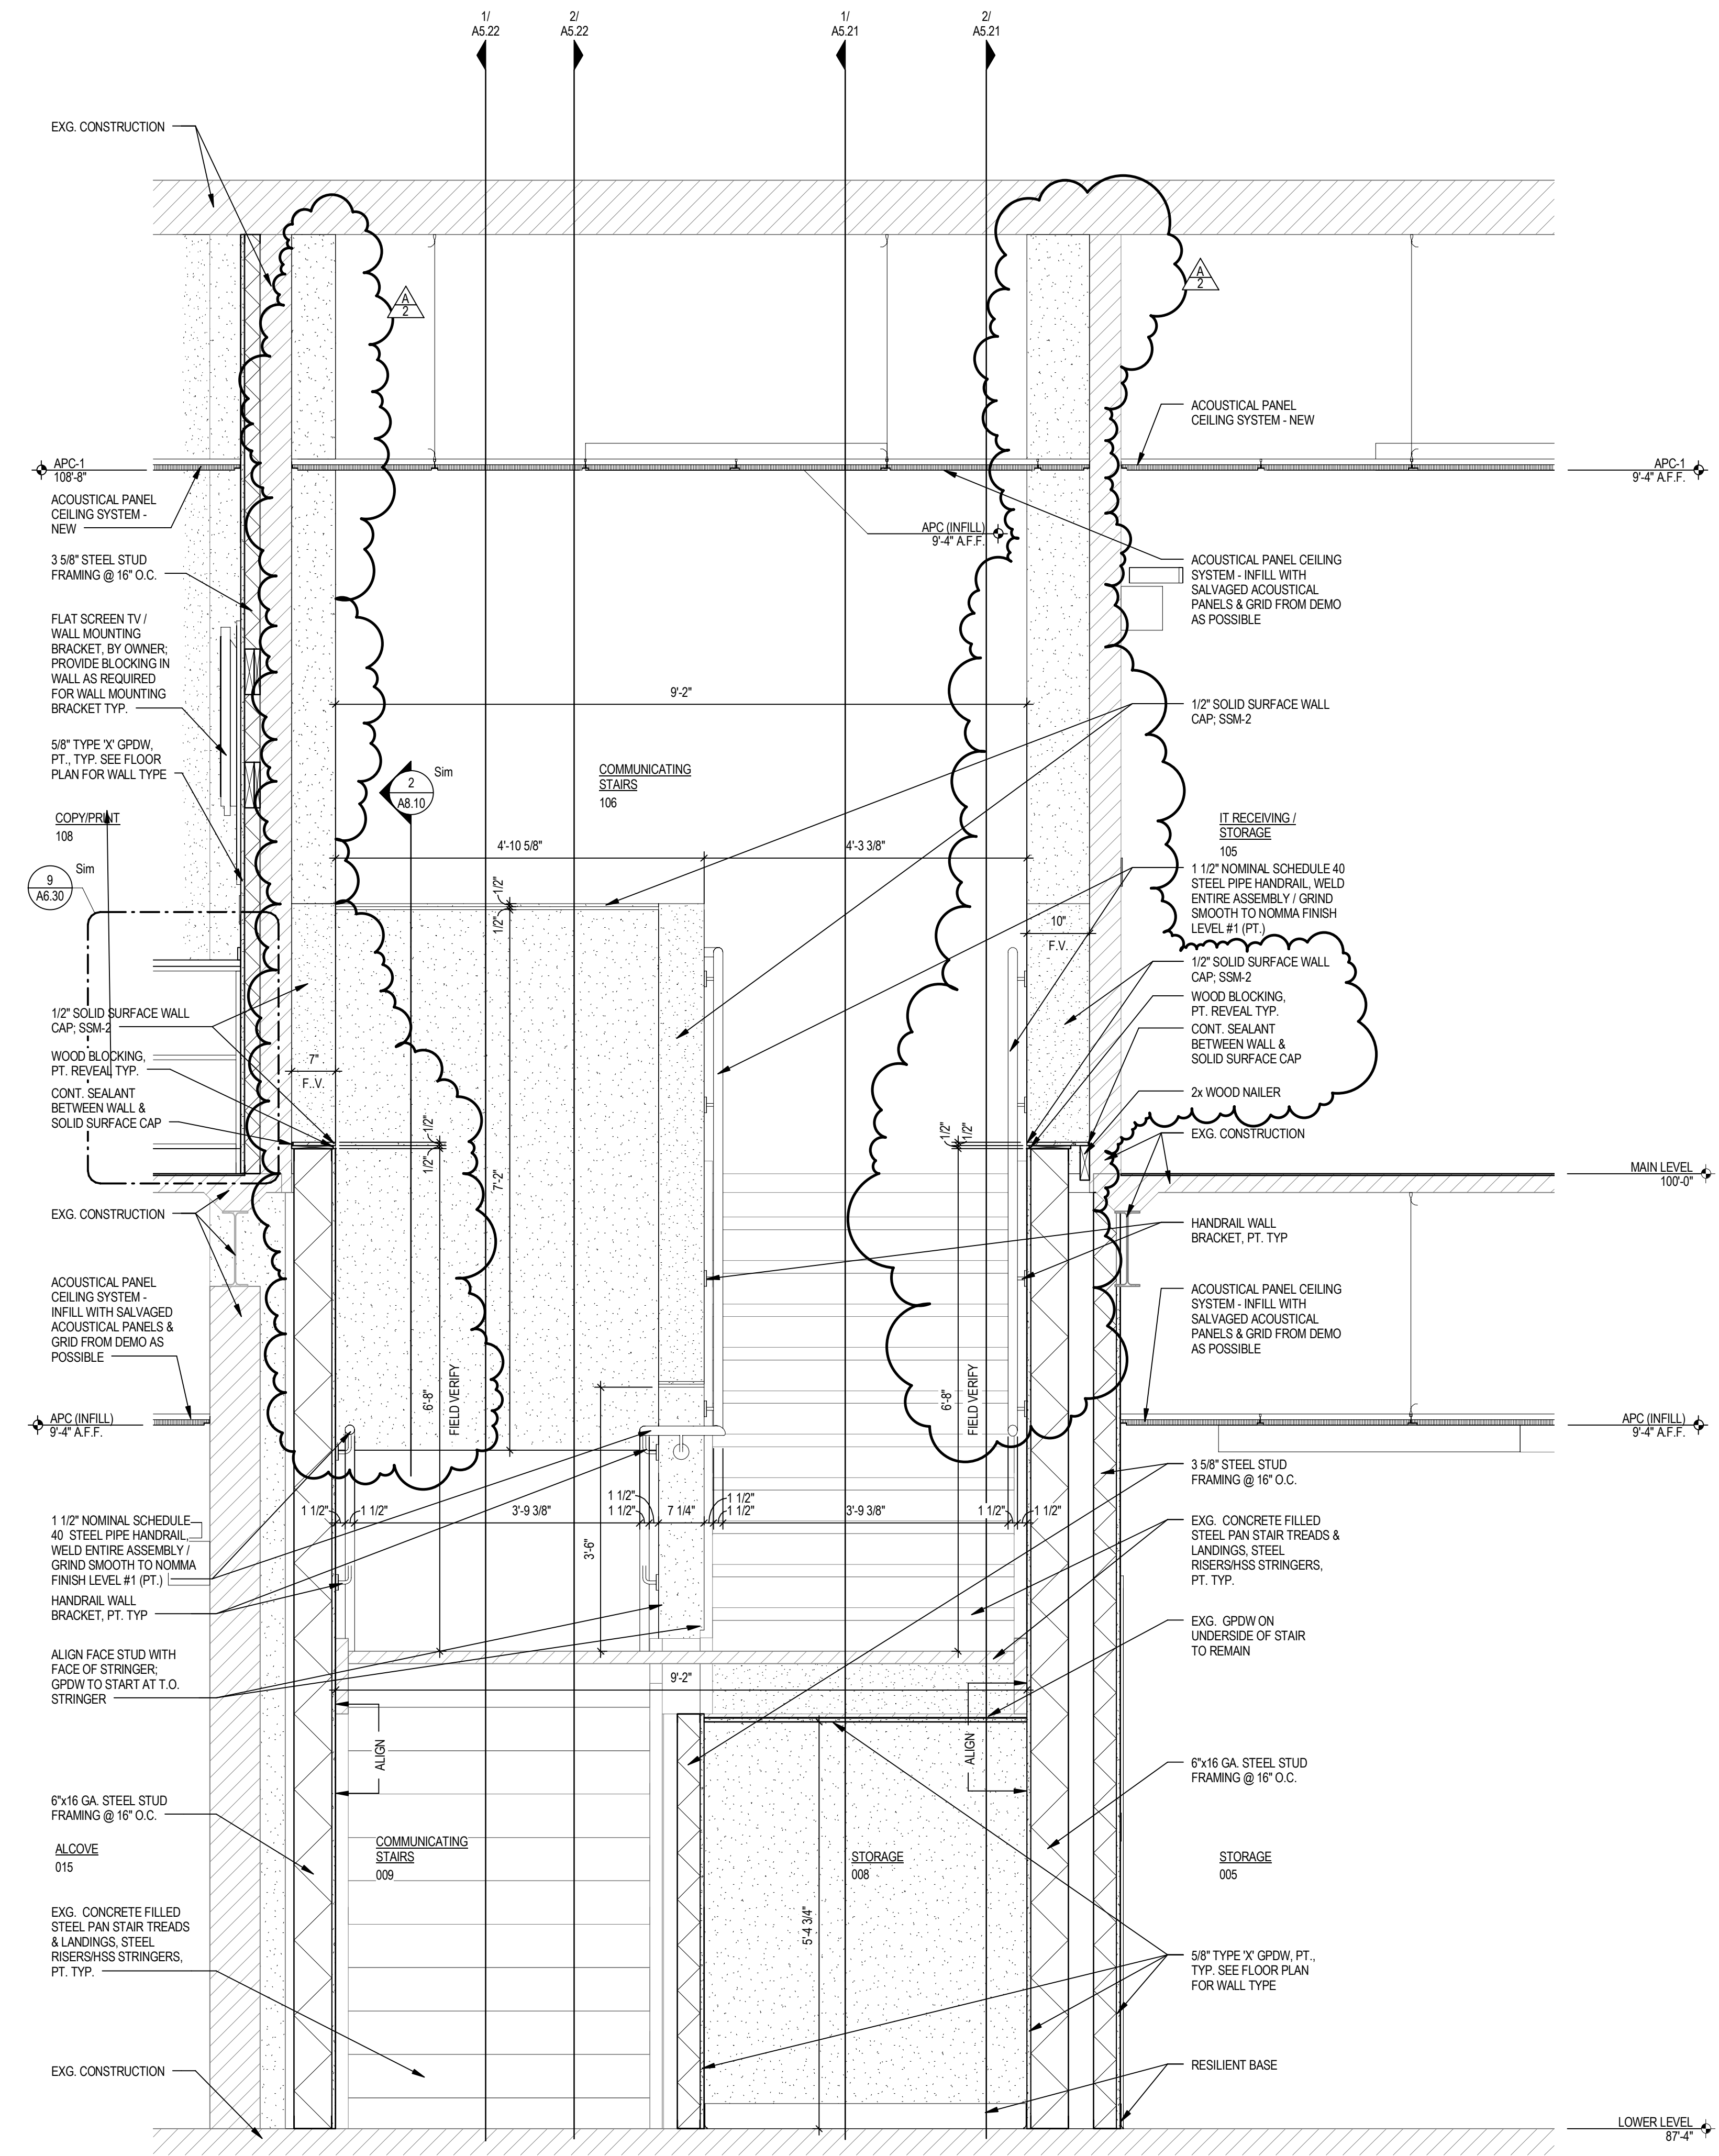 1/
A5.22
2/
A5.22
1/
A5.21
2/
A5.21
EXG. CONSTRUCTION
A
2
A
2
ACOUSTICAL PANEL
CEILING SYSTEM - NEW
APC-1
108'-8"
APC-1
9'-4" A.F.F.
ACOUSTICAL PANEL
CEILING SYSTEM -
NEW
APC (INFILL)
9'-4" A.F.F.
3 5/8" STEEL STUD
FRAMING @ 16" O.C.
ACOUSTICAL PANEL CEILING
SYSTEM - INFILL WITH
SALVAGED ACOUSTICAL
PANELS & GRID FROM DEMO
AS POSSIBLE
FLAT SCREEN TV /
WALL MOUNTING
BRACKET, BY OWNER;
PROVIDE BLOCKING IN
WALL AS REQUIRED
FOR WALL MOUNTING
BRACKET TYP.
9'-2"
1/2" SOLID SURFACE WALL
CAP; SSM-2
5/8" TYPE 'X' GPDW,
PT., TYP. SEE FLOOR
PLAN FOR WALL TYPE
2
A8.10
Sim
COMMUNICATING
STAIRS
106
COPY/PRINT
108
IT RECEIVING /
STORAGE
105
4'-10 5/8"
4'-3 3/8"
9
A6.30
Sim
1 1/2" NOMINAL SCHEDULE 40
STEEL PIPE HANDRAIL, WELD
ENTIRE ASSEMBLY / GRIND
SMOOTH TO NOMMA FINISH
LEVEL #1 (PT.)
1/2"
1/2"
10"
F.V.
1/2" SOLID SURFACE WALL
CAP; SSM-2
WOOD BLOCKING,
PT. REVEAL TYP.
CONT. SEALANT
BETWEEN WALL &
SOLID SURFACE CAP
1/2" SOLID SURFACE WALL
CAP; SSM-2
WOOD BLOCKING,
PT. REVEAL TYP.
CONT. SEALANT
BETWEEN WALL &
SOLID SURFACE CAP
7"
F..V.
2x WOOD NAILER
EXG. CONSTRUCTION
1/2"
1/2"
1/2"
1/2"
7'-2"
MAIN LEVEL
100'-0"
EXG. CONSTRUCTION
HANDRAIL WALL
BRACKET, PT. TYP
ACOUSTICAL PANEL
CEILING SYSTEM -
INFILL WITH SALVAGED
ACOUSTICAL PANELS &
GRID FROM DEMO AS
POSSIBLE
ACOUSTICAL PANEL CEILING
SYSTEM - INFILL WITH
SALVAGED ACOUSTICAL
PANELS & GRID FROM DEMO
AS POSSIBLE
6'-8"
FIELD VERIFY
6'-8"
FIELD VERIFY
APC (INFILL)
9'-4" A.F.F.
APC (INFILL)
9'-4" A.F.F.
3 5/8" STEEL STUD
FRAMING @ 16" O.C.
1 1/2"
1 1/2"
3'-9 3/8"
1 1/2"
1 1/2"
7 1/4"
1 1/2"
1 1/2"
3'-9 3/8"
1 1/2"
1 1/2"
3'-6"
1 1/2" NOMINAL SCHEDULE
40 STEEL PIPE HANDRAIL,
WELD ENTIRE ASSEMBLY /
GRIND SMOOTH TO NOMMA
FINISH LEVEL #1 (PT.)
EXG. CONCRETE FILLED
STEEL PAN STAIR TREADS &
LANDINGS, STEEL
RISERS/HSS STRINGERS,
PT. TYP.
HANDRAIL WALL
BRACKET, PT. TYP
EXG. GPDW ON
UNDERSIDE OF STAIR
TO REMAIN
ALIGN FACE STUD WITH
FACE OF STRINGER;
GPDW TO START AT T.O.
STRINGER
9'-2"
ALIGN
ALIGN
6"x16 GA. STEEL STUD
FRAMING @ 16" O.C.
6"x16 GA. STEEL STUD
FRAMING @ 16" O.C.
ALCOVE
015
COMMUNICATING
STAIRS
009
STORAGE
008
STORAGE
005
5'-4 3/4"
EXG. CONCRETE FILLED
STEEL PAN STAIR TREADS
& LANDINGS, STEEL
RISERS/HSS STRINGERS,
PT. TYP.
5/8" TYPE 'X' GPDW, PT.,
TYP. SEE FLOOR PLAN
FOR WALL TYPE
EXG. CONSTRUCTION
RESILIENT BASE
LOWER LEVEL
87'-4"